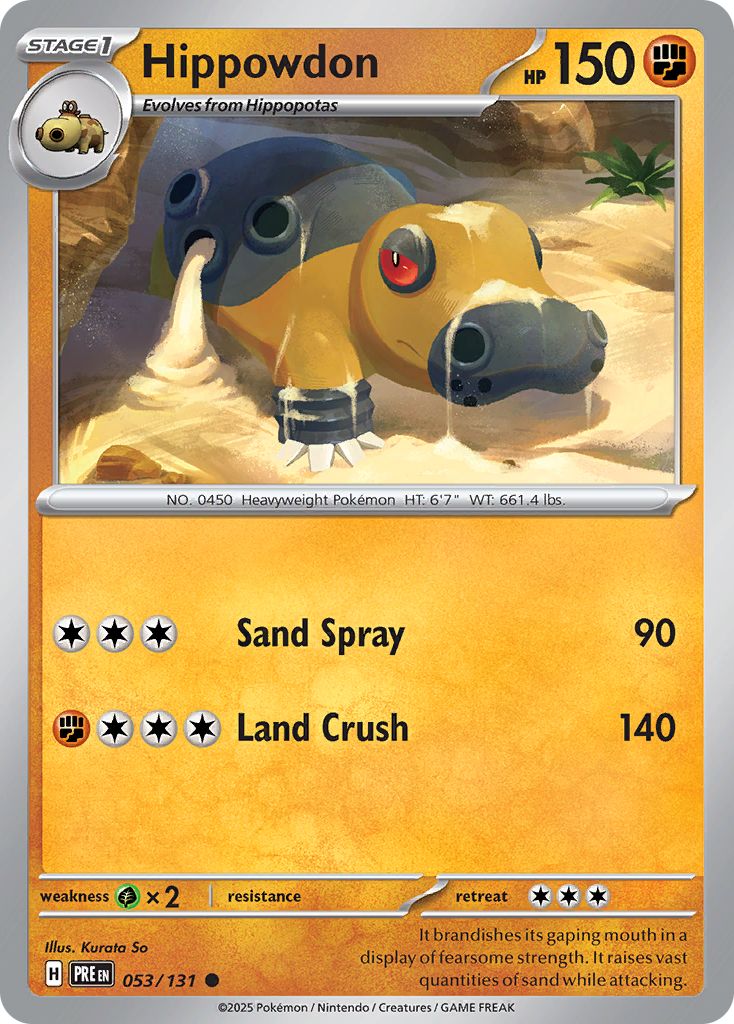 STAGE1
Hippowdon
HP 150
Evolves from Hippopotas
NO. 0450 Heavyweight Pokémon HT: 6'7" WT: 661.4 lbs.
Sand Spray 90
Land Crush 140
weakness ×2 resistance retreat
Illus. Kurata So
It brandishes its gaping mouth in a
display of fearsome strength. It raises vast
quantities of sand while attacking.
H PRE EN 053/131
©2025 Pokémon / Nintendo / Creatures / GAME FREAK